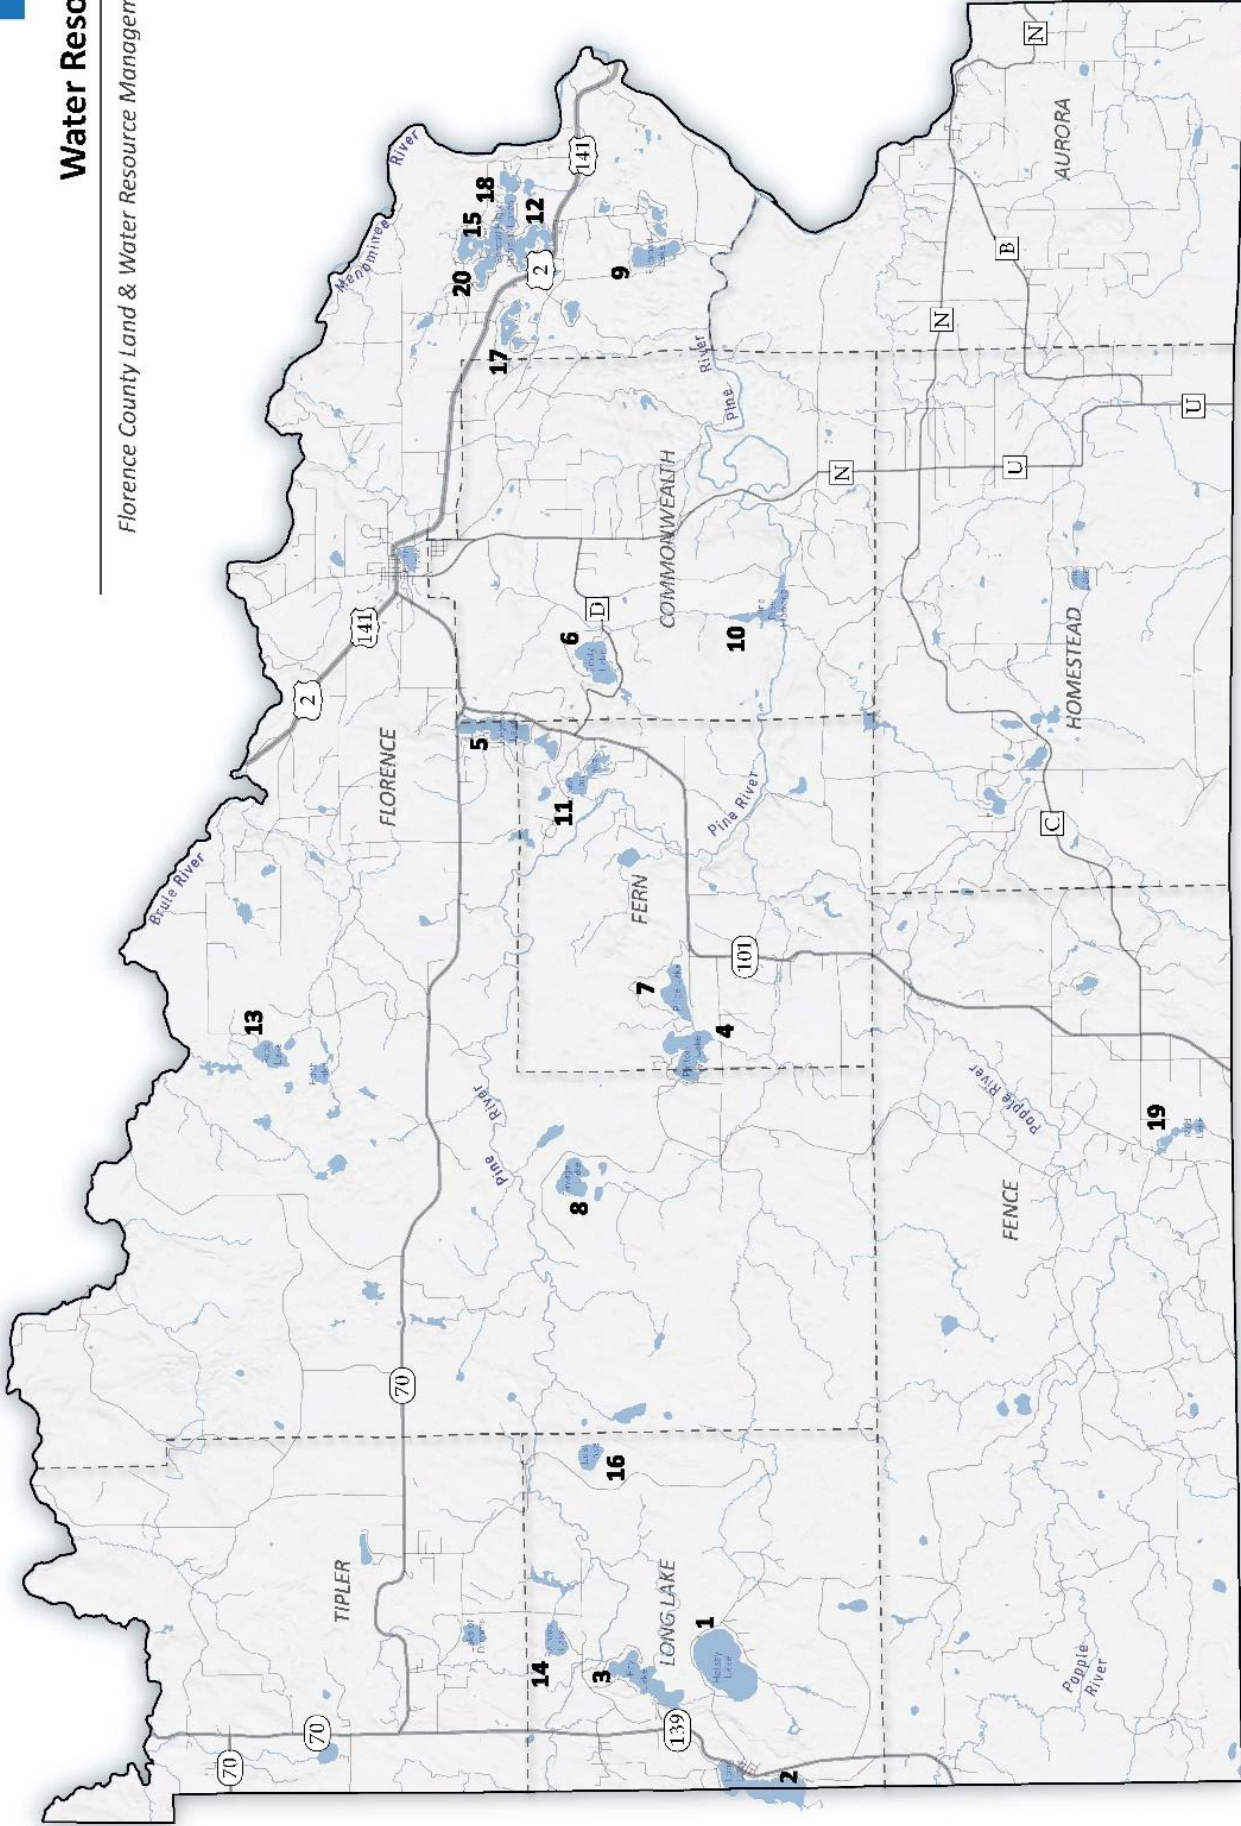 Water Reso
Florence County Land & Water Resource Managem
Brule River
Menominee
River
2
141
70
70
70
TIPLER
FLORENCE
13
20
15
18
12
17
2
141
9
Pine
River
5
6
D
11
14
3
16
8
7
4
FERN
COMMONWEALTH
Pine
River
Pine River
10
LONG LAKE
1
Halsey
Lake
139
2
101
N
N
N
B
AURORA
U
U
HOMESTEAD
C
FENCE
Popple River
19
Popple
River